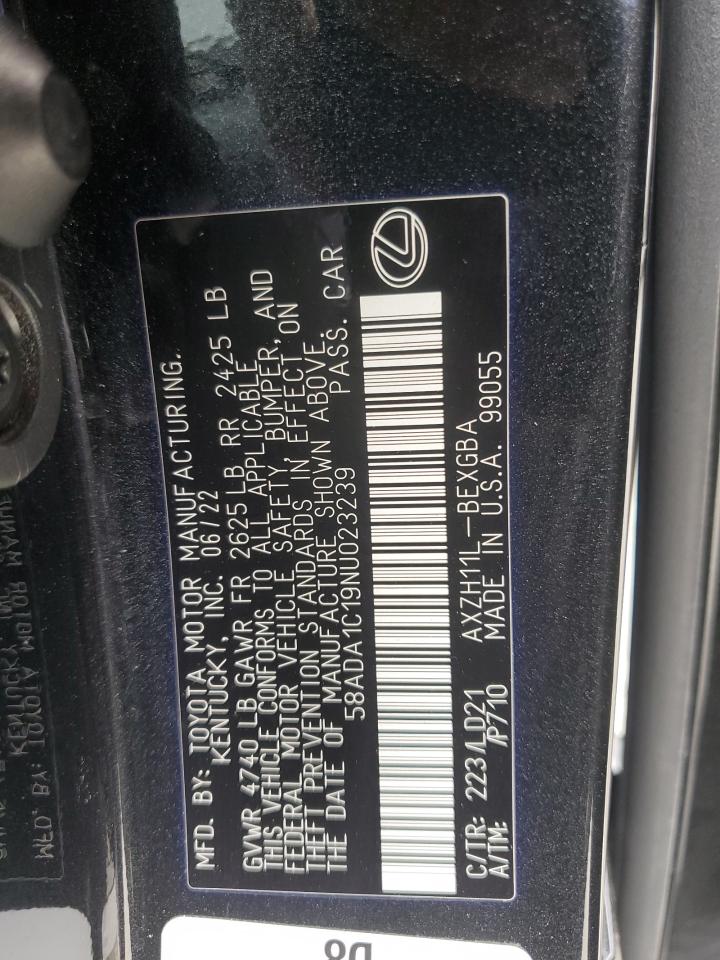 MFD. BY: TOYOTA MOTOR MANUFACTURING.
KENTUCKY, INC. 06/22
GVWR 4740 LB GAWR FR 2625 LB RR 2425 LB
THIS VEHICLE CONFORMS TO ALL APPLICABLE
FEDERAL MOTOR VEHICLE SAFETY, BUMPER, AND
THEFT PREVENTION STANDARDS IN EFFECT ON
THE DATE OF MANUFACTURE SHOWN ABOVE.
58ADA1C19NU023239 PASS. CAR
C/TR: 223/LD21 AXZH11L-BEXGBA
A/TM: /P710 MADE IN U.S.A. 99055